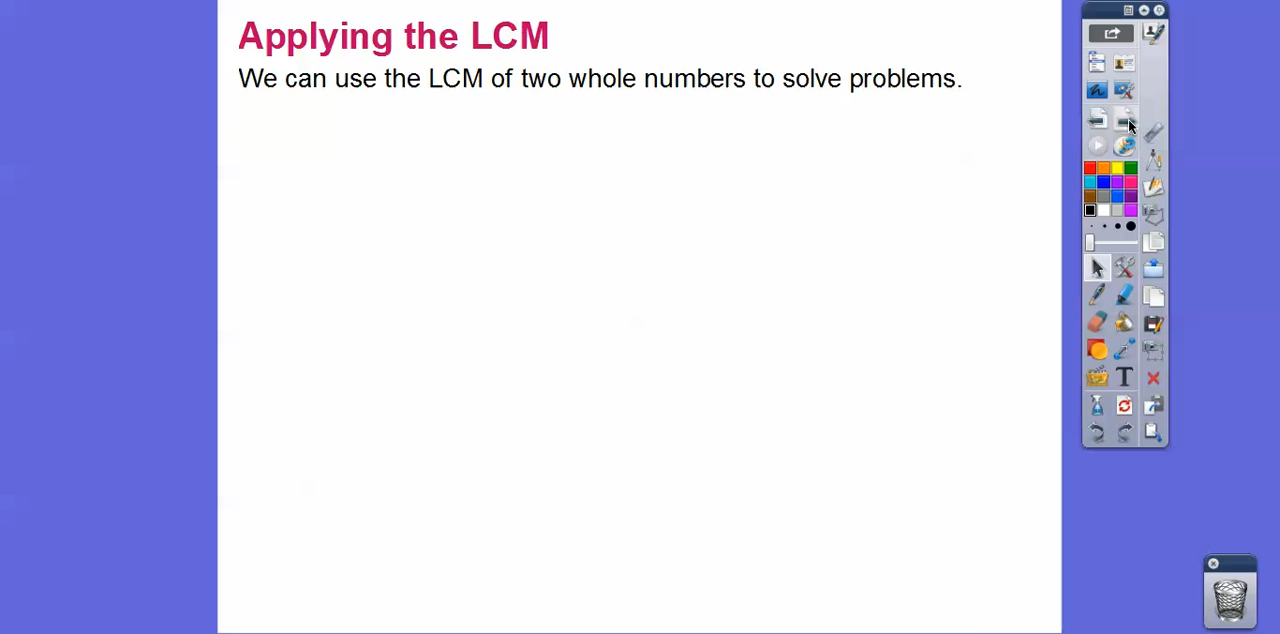 Applying the LCM
We can use the LCM of two whole numbers to solve problems.